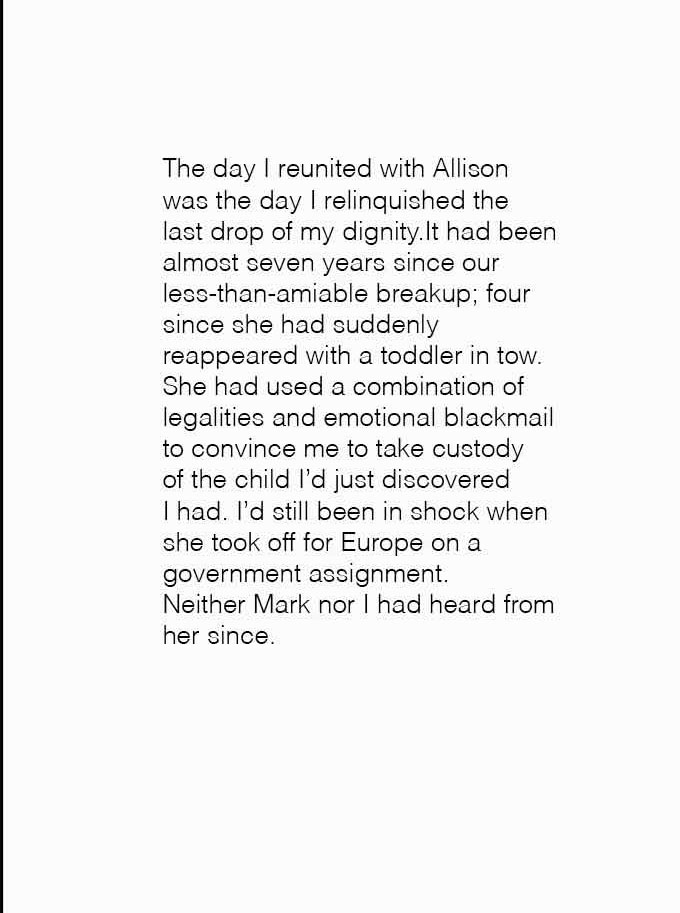 The day I reunited with Allison
was the day I relinquished the
last drop of my dignity.It had been
almost seven years since our
less-than-amiable breakup; four
since she had suddenly
reappeared with a toddler in tow.
She had used a combination of
legalities and emotional blackmail
to convince me to take custody
of the child I’d just discovered
I had. I’d still been in shock when
she took off for Europe on a
government assignment.
Neither Mark nor I had heard from
her since.